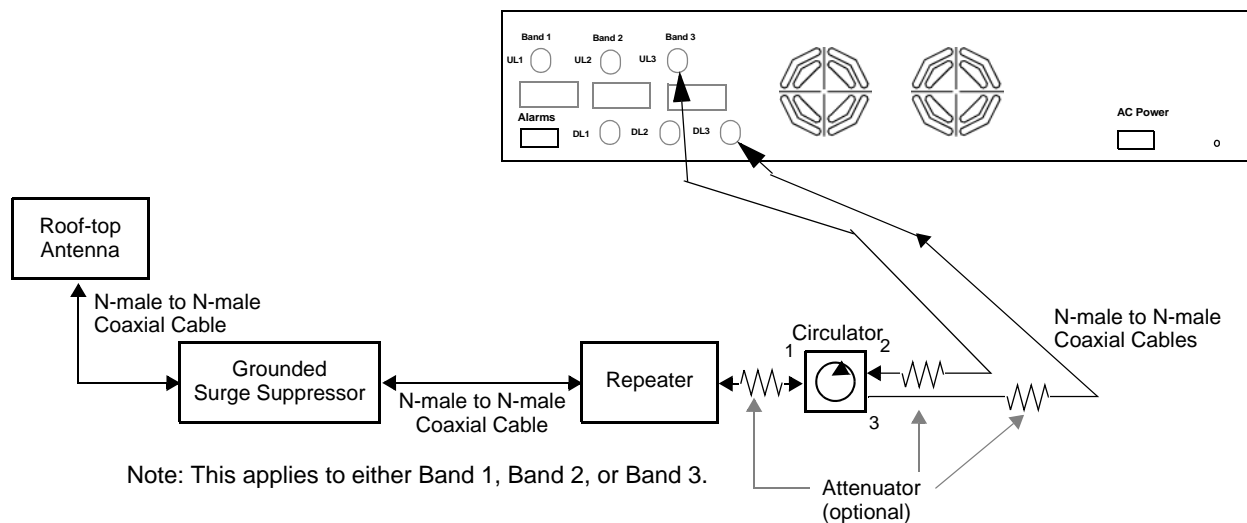 Band 1 Band 2 Band 3
UL1 UL2 UL3
Alarms
DL1 DL2 DL3
AC Power
Roof-top
Antenna
N-male to N-male
Coaxial Cable
Grounded
Surge Suppressor
N-male to N-male
Coaxial Cable
Repeater
Circulator
1
2
3
N-male to N-male
Coaxial Cables
Note: This applies to either Band 1, Band 2, or Band 3.
Attenuator
(optional)